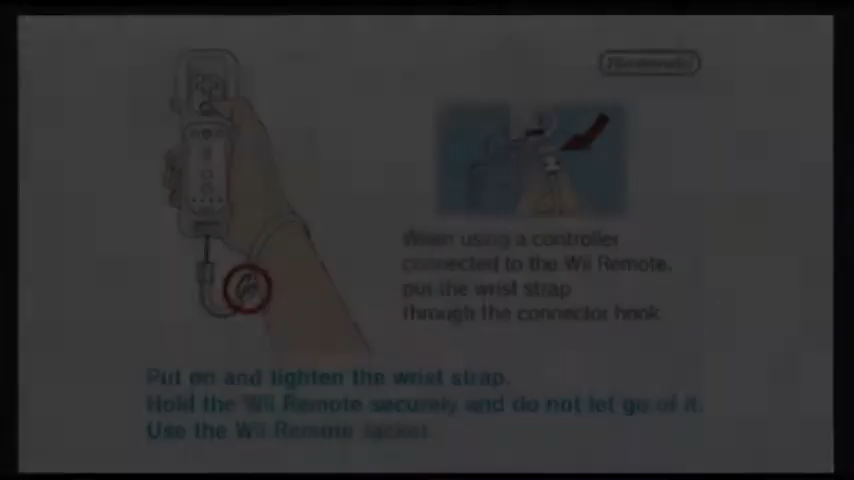 Nintendo
When using a controller
connected to the Wii Remote,
put the wrist strap
through the connector hook.
Put on and tighten the wrist strap.
Hold the Wii Remote securely and do not let go of it.
Use the Wii Remote Jacket.